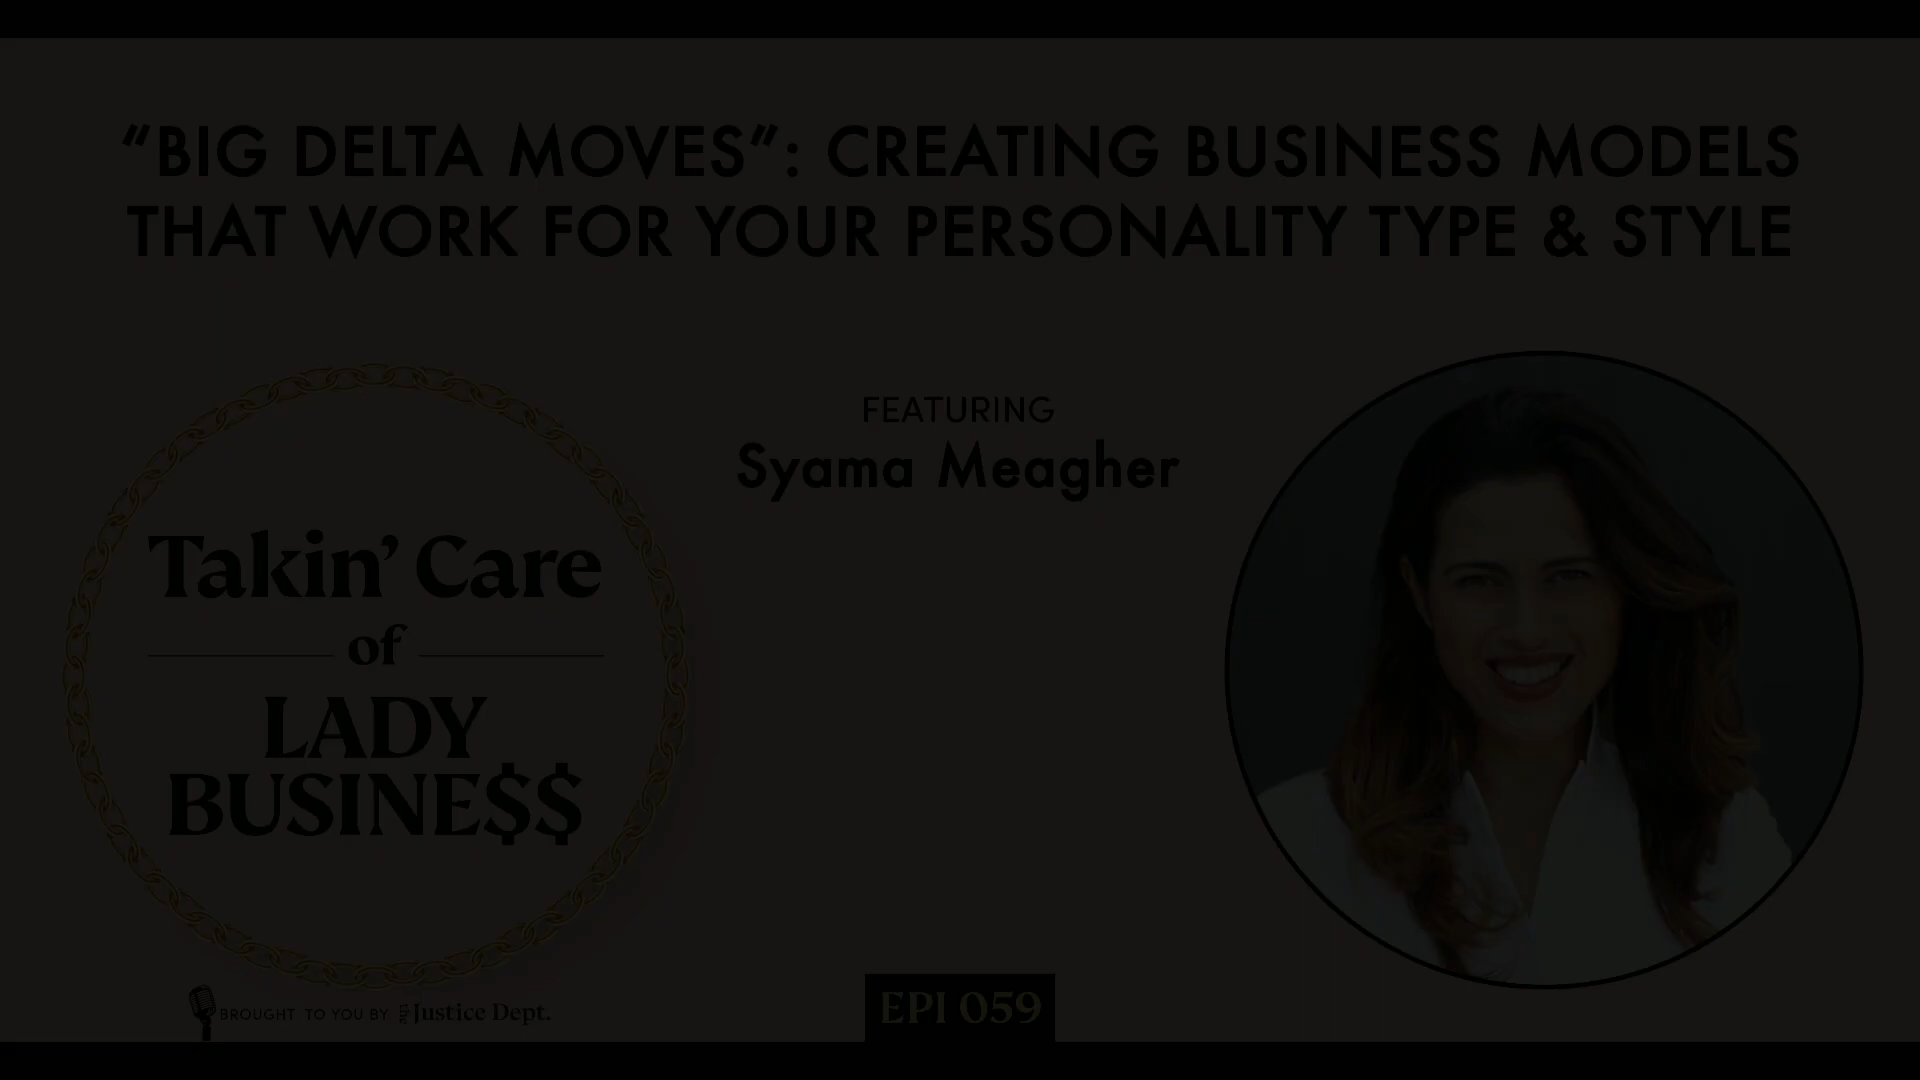 “BIG DELTA MOVES”: CREATING BUSINESS MODELS
THAT WORK FOR YOUR PERSONALITY TYPE & STYLE
FEATURING
Syama Meagher
Takin’ Care
of
LADY
BUSINE$$
BROUGHT TO YOU BY the Justice Dept.
EPI 059